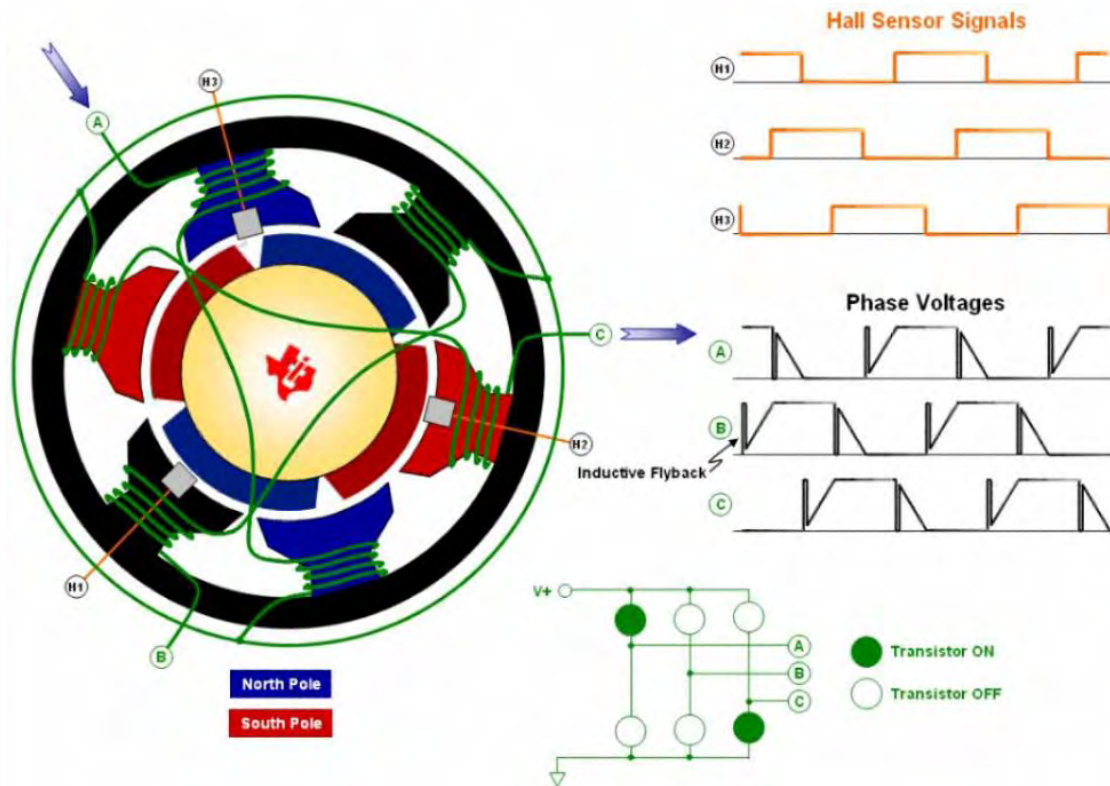 Hall Sensor Signals
H1
H2
H3
Phase Voltages
A
B
Inductive Flyback
C
H3
A
C
H2
H1
B
North Pole
South Pole
V+
A
B
C
Transistor ON
Transistor OFF